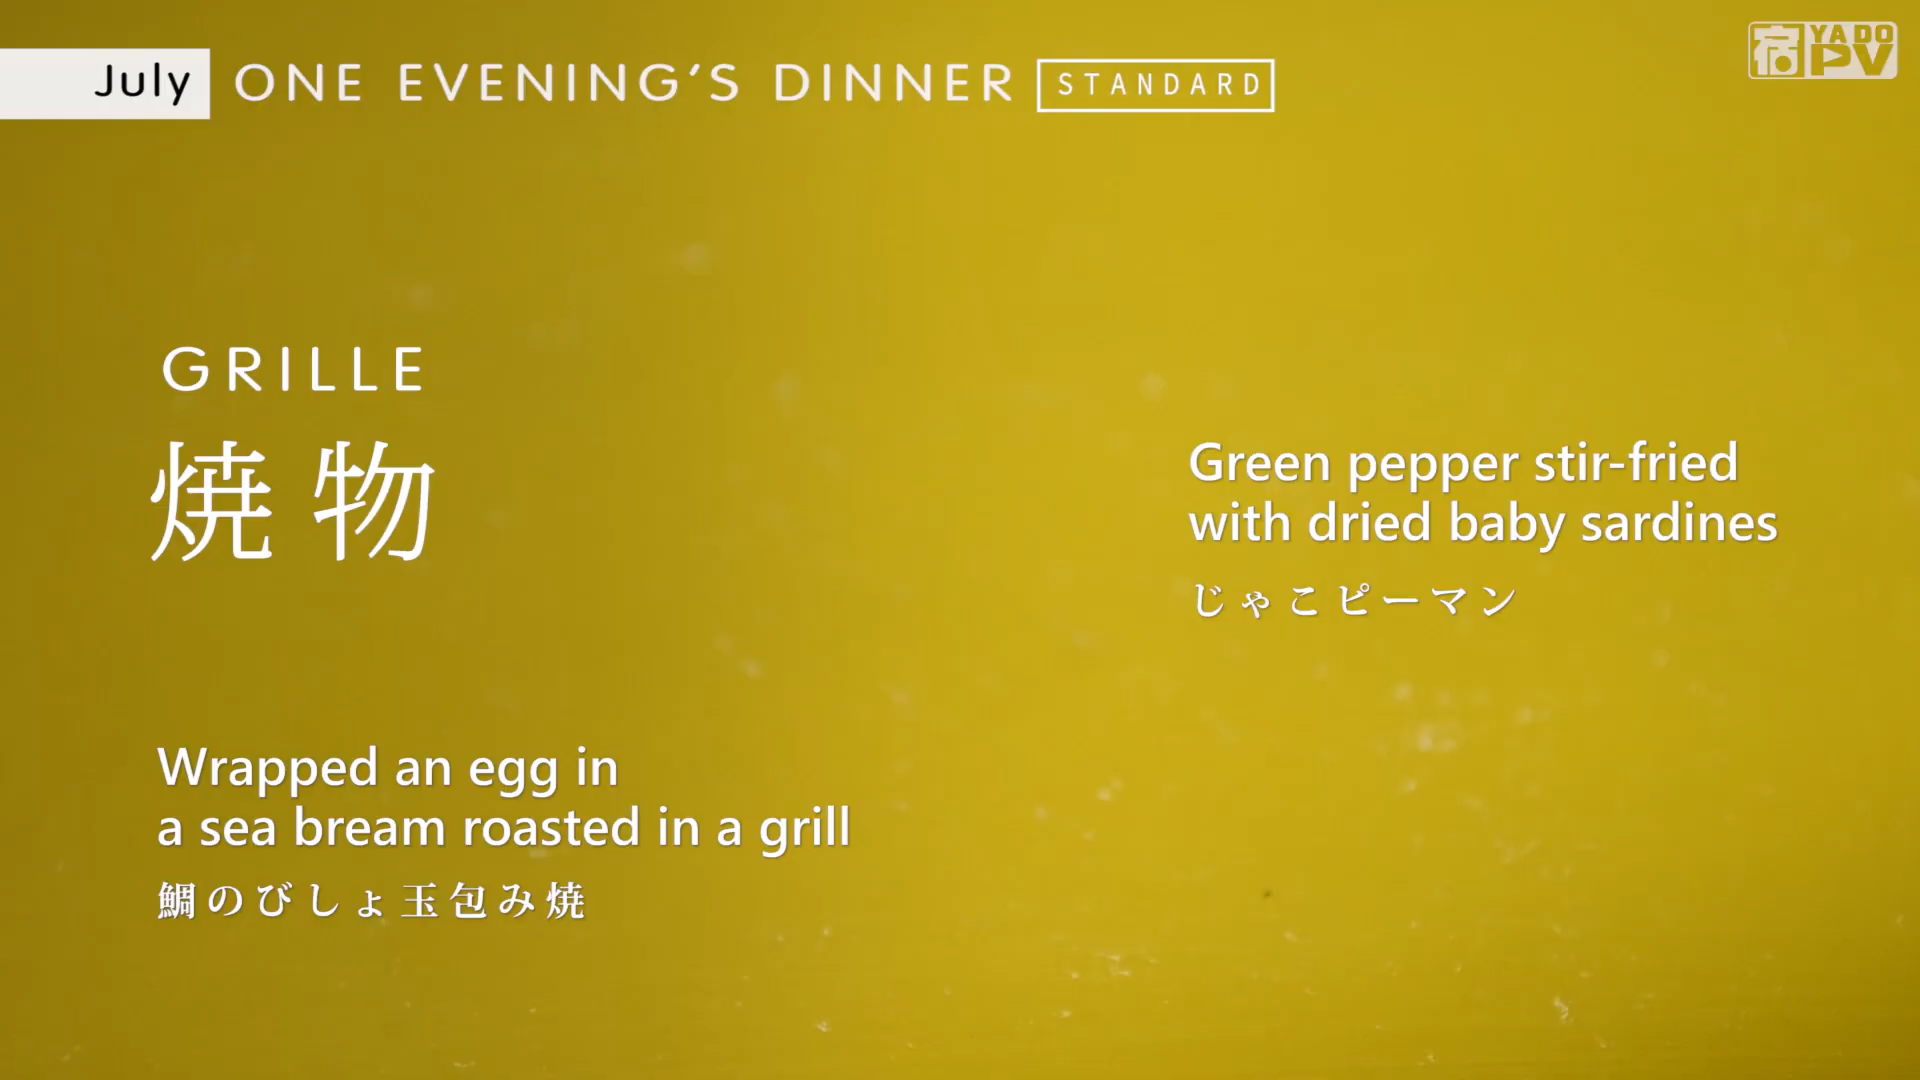 July
ONE EVENING'S DINNER
STANDARD
宿 YADO PV
GRILLE
焼物
Green pepper stir-fried
with dried baby sardines
じゃこピーマン
Wrapped an egg in
a sea bream roasted in a grill
鯛のびしょ玉包み焼